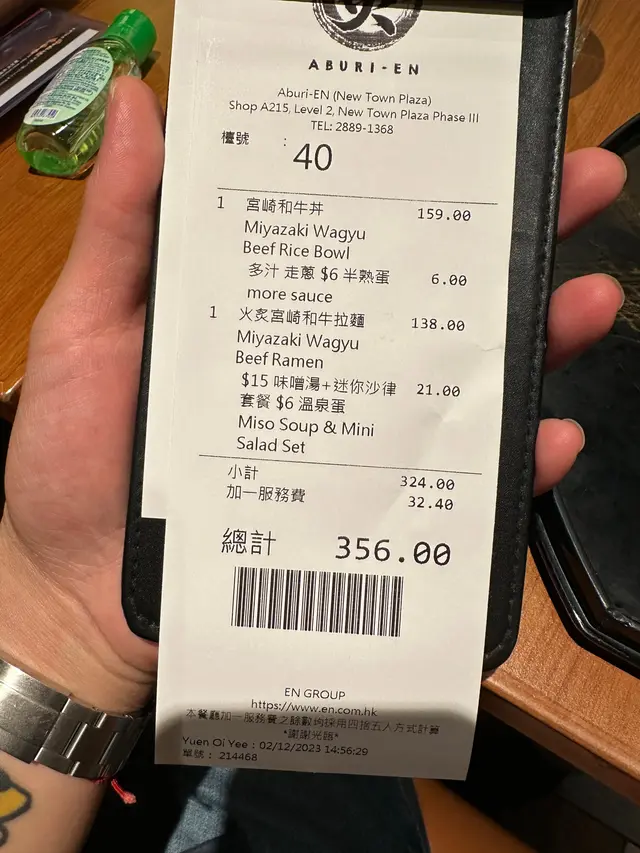 ABURI-EN
Aburi-EN (New Town Plaza)
Shop A215, Level 2, New Town Plaza Phase III
TEL: 2889-1368
檯號 :
40
1 宮崎和牛丼 159.00
Miyazaki Wagyu
Beef Rice Bowl
多汁 走蔥 $6 半熟蛋 6.00
more sauce
1 火炙宮崎和牛拉麵 138.00
Miyazaki Wagyu
Beef Ramen
$15 味噌湯+迷你沙律 21.00
套餐 $6 溫泉蛋
Miso Soup & Mini
Salad Set
小計 324.00
加一服務費 32.40
總計 356.00
EN GROUP
https://www.en.com.hk
本餐廳加一服務費之餘數均採用四捨五入方式計算
*謝謝光臨*
Yuen Oi Yee : 02/12/2023 14:56:29
單號 : 214468